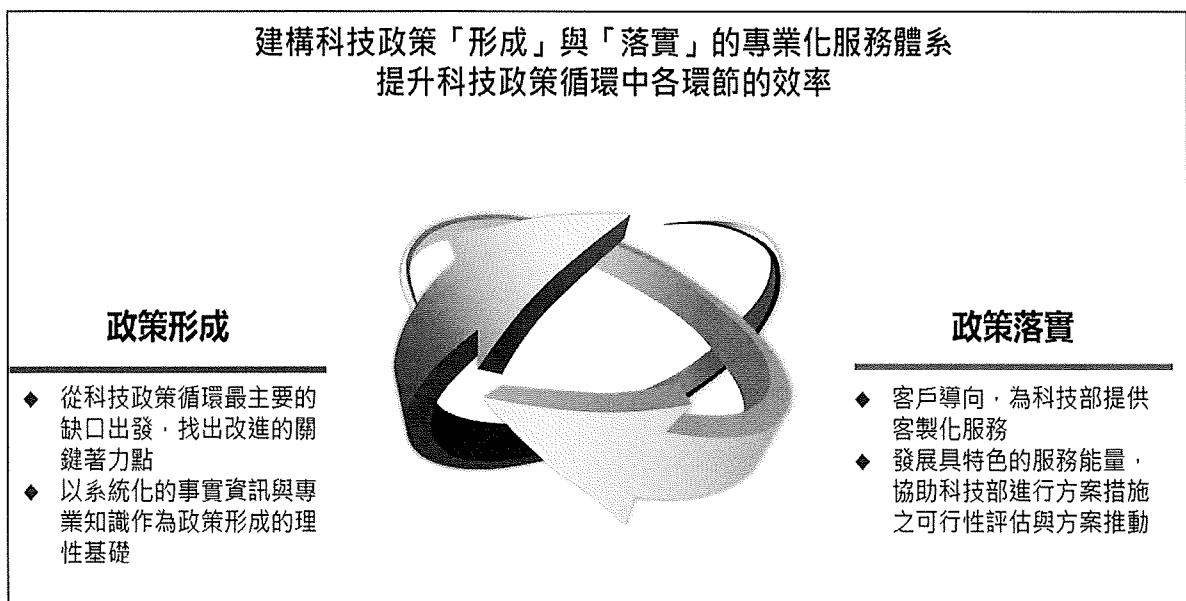 建構科技政策「形成」與「落實」的專業化服務體系
提升科技政策循環中各環節的效率
政策形成
◆ 從科技政策循環最主要的
缺口出發，找出改進的關
鍵著力點
◆ 以系統化的事實資訊與專
業知識作為政策形成的理
性基礎
政策落實
◆ 客戶導向，為科技部提供
客製化服務
◆ 發展具特色的服務能量，
協助科技部進行方案措施
之可行性評估與方案推動